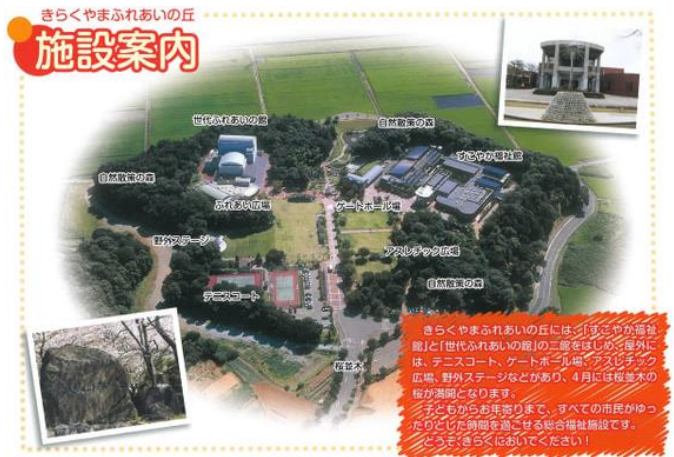 きらくやまふれあいの丘
施設案内
世代ふれあいの館
自然散策の森
すこやか福祉館
自然散策の森
ふれあい広場
ゲートボール場
野外ステージ
アスレチック広場
自然散策の森
テニスコート
桜並木
きらくやまふれあいの丘には、「すこやか福祉
館」と「世代ふれあいの館」の二館をはじめ、屋外に
は、テニスコート、ゲートボール場、アスレチック
広場、野外ステージなどがあり、4月には桜並木の
桜が満開となります。
子どもからお年寄りまで、すべての市民がゆっ
たりとした時間を過ごせる総合福祉施設です。
どうぞ、きらくにおいでください！